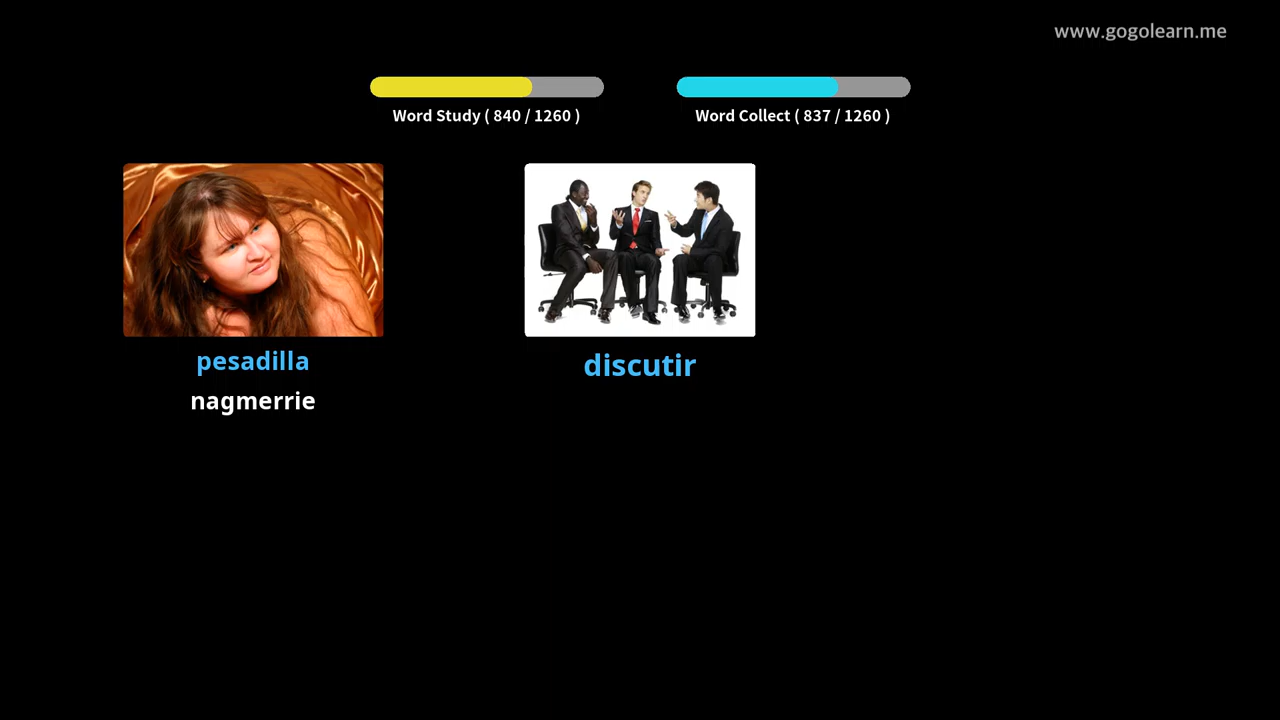 www.gogolearn.me
Word Study ( 840 / 1260 )
Word Collect ( 837 / 1260 )
pesadilla
nagmerrie
discutir